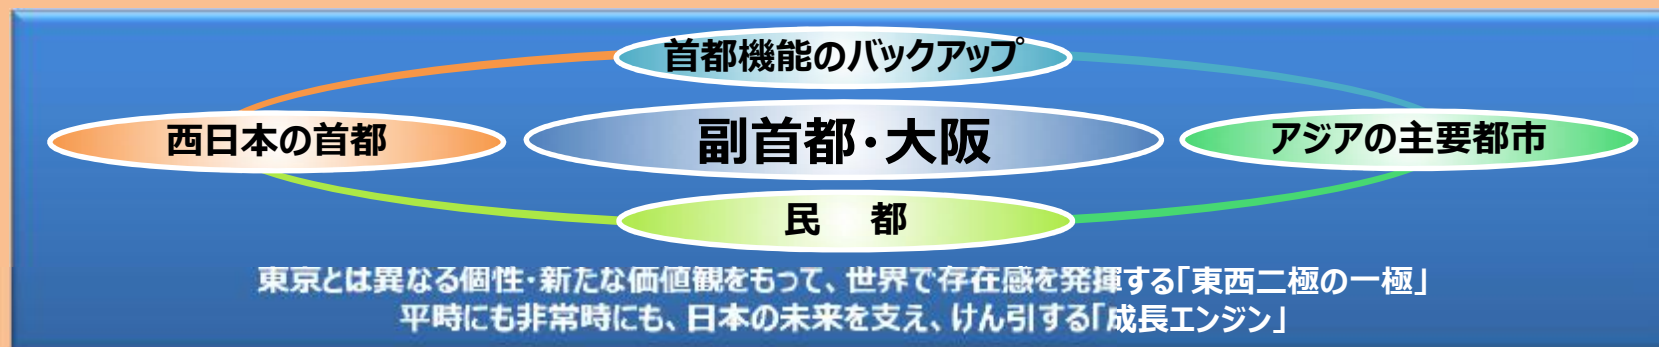 首都機能のバックアップ
西日本の首都
副首都・大阪
アジアの主要都市
民　都
東京とは異なる個性・新たな価値観をもって、世界で存在感を発揮する「東西二極の一極」
平時にも非常時にも、日本の未来を支え、けん引する「成長エンジン」